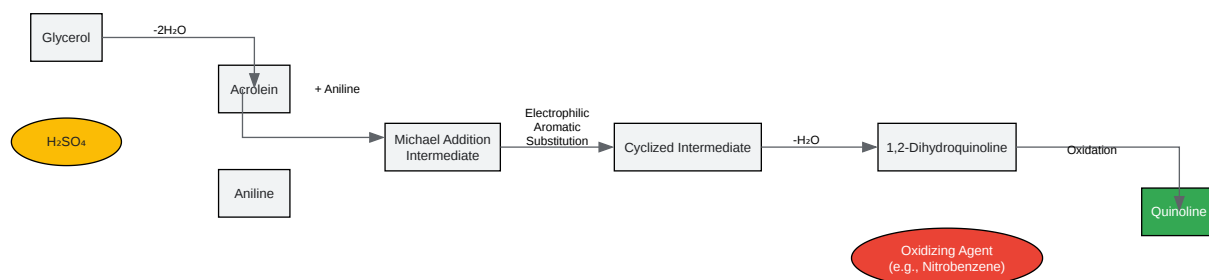 Glycerol
-2H₂O
Acrolein
+ Aniline
H₂SO₄
Aniline
Michael Addition
Intermediate
Electrophilic
Aromatic
Substitution
Cyclized Intermediate
-H₂O
1,2-Dihydroquinoline
Oxidation
Quinoline
Oxidizing Agent
(e.g., Nitrobenzene)